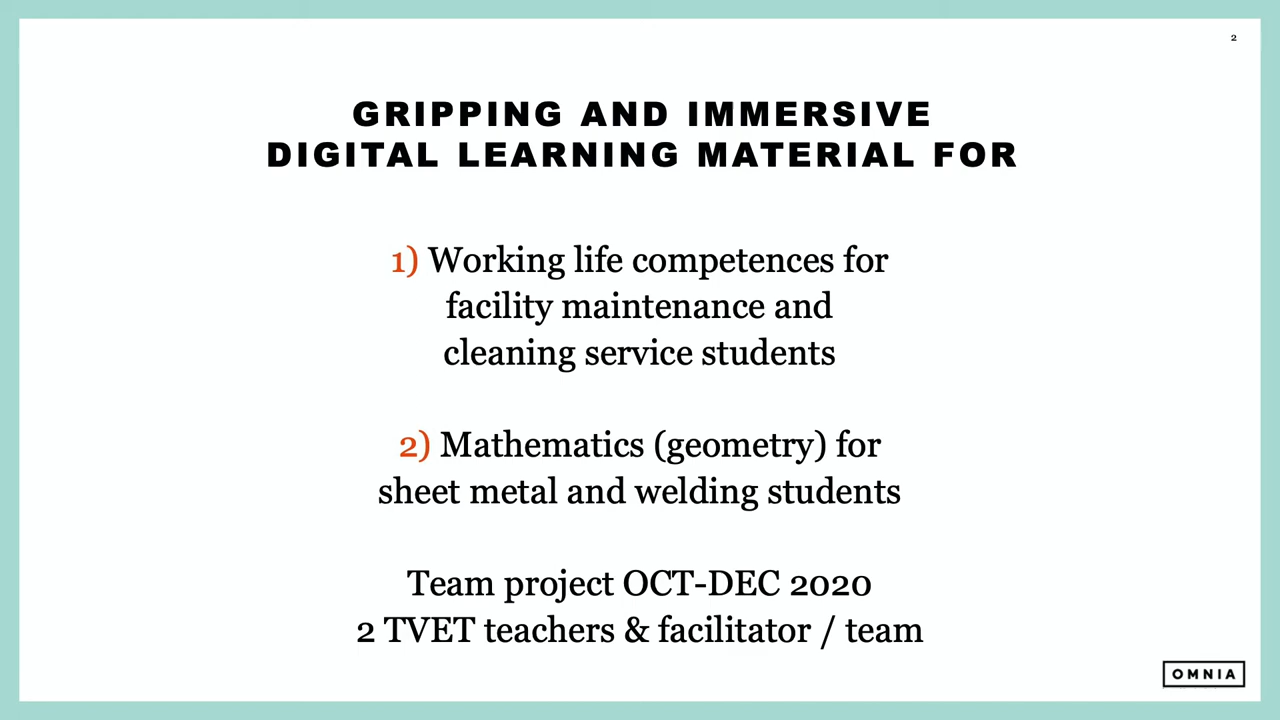 2
GRIPPING AND IMMERSIVE
DIGITAL LEARNING MATERIAL FOR
1) Working life competences for
facility maintenance and
cleaning service students
2) Mathematics (geometry) for
sheet metal and welding students
Team project OCT-DEC 2020
2 TVET teachers & facilitator / team
OMNIA